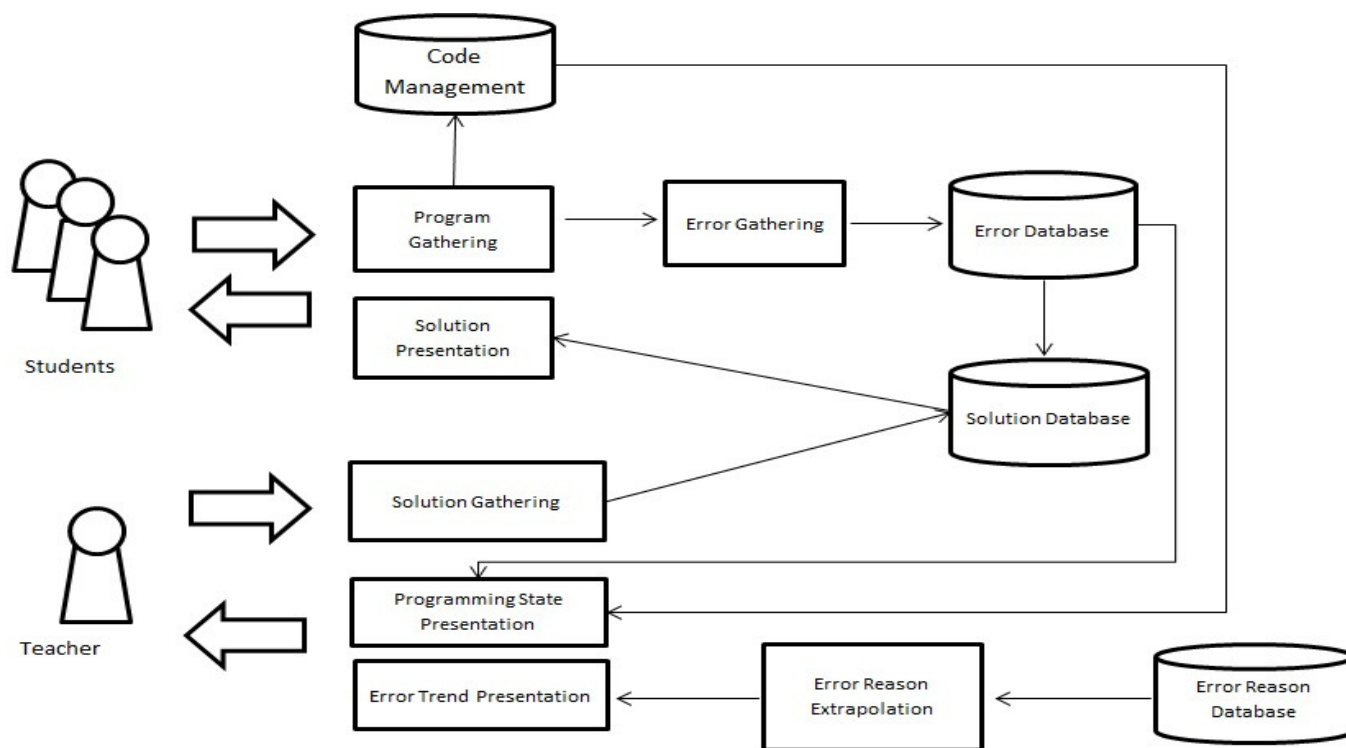 Code
Management
Program
Gathering
Error Gathering
Error Database
Solution
Presentation
Students
Solution Database
Solution Gathering
Programming State
Presentation
Teacher
Error Trend Presentation
Error Reason
Extrapolation
Error Reason
Database